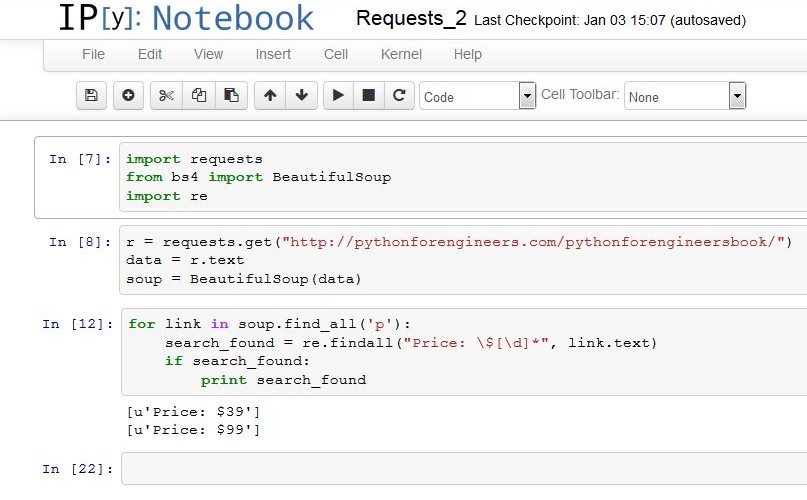 IP[y]: Notebook Requests_2 Last Checkpoint: Jan 03 15:07 (autosaved)
File Edit View Insert Cell Kernel Help
Code Cell Toolbar: None
In [7]: import requests
from bs4 import BeautifulSoup
import re
In [8]: r = requests.get("http://pythonforengineers.com/pythonforengineersbook/")
data = r.text
soup = BeautifulSoup(data)
In [12]: for link in soup.find_all('p'):
    search_found = re.findall("Price: \$[\d]*", link.text)
    if search_found:
        print search_found
[u'Price: $39']
[u'Price: $99']
In [22]: